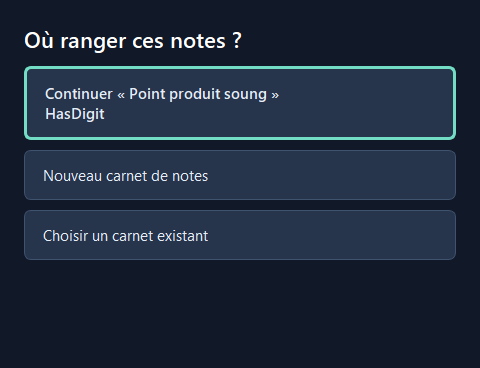 Où ranger ces notes ?
Continuer « Point produit soung »
HasDigit
Nouveau carnet de notes
Choisir un carnet existant